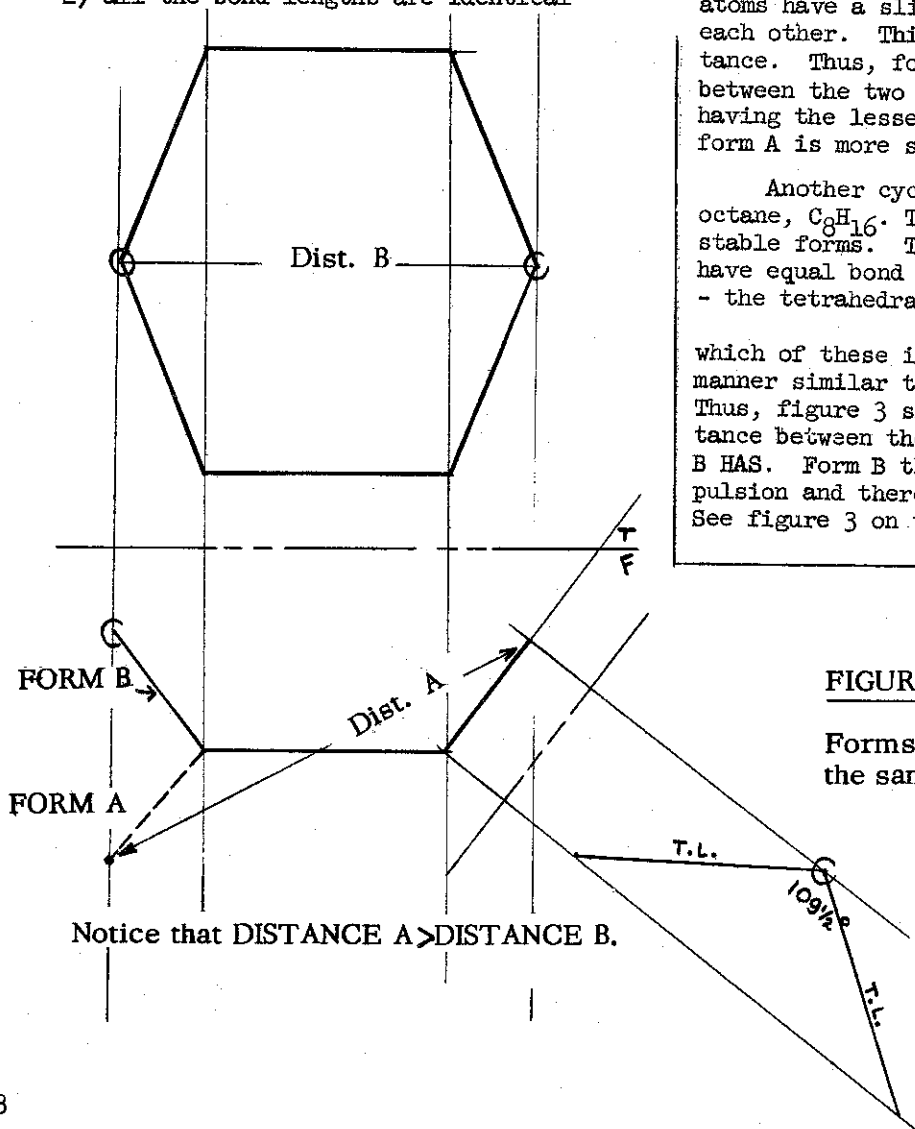 2) all the bond lengths are identical
Dist. B
C
C
T
F
C
FORM B
FORM A
Dist. A
Notice that DISTANCE A>DISTANCE B.
atoms have a sli
each other. Thi
tance. Thus, fo
between the two
having the lesse
form A is more s
Another cyc
octane, C8H16. T
stable forms. T
have equal bond
- the tetrahedra
which of these i
manner similar t
Thus, figure 3 s
tance between the
B HAS. Form B th
pulsion and there
See figure 3 on
FIGUR
Forms
the sam
T.L.
C
109½°
T.L.